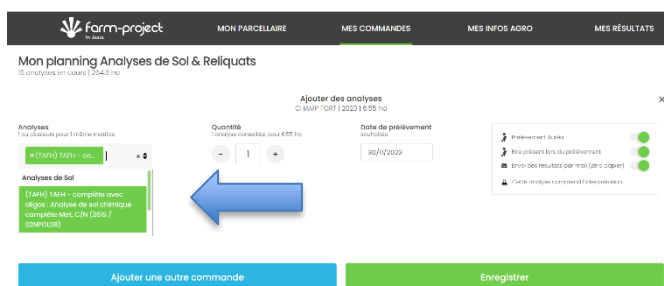 farm-project
by Auréa
MON PARCELLAIRE
MES COMMANDES
MES INFOS AGRO
MES RÉSULTATS
Mon planning Analyses de Sol & Reliquats
15 analyses en cours | 264.5 ha
Ajouter des analyses
×
CHAMP FORT | 2023 | 6.55 ha
Analyses
1 ou plusieurs pour 1 même matrice
× (TAFH) TAFH - co...
×
Analyses de Sol
(TAFH) TAFH - complète avec
oligos : Analyse de sol chimique
complète Met, C/N (2615 /
S2NPOLSB)
Quantité
1 analyse conseillée pour 6.55 ha
- 1 +
Date de prélèvement
souhaitée
30/11/2022
Prélèvement Auréa
Etre présent lors du prélèvement
Envoi des résultats par mail (zéro papier)
Cette analyse comprend l'interprétation
Ajouter une autre commande
Enregistrer